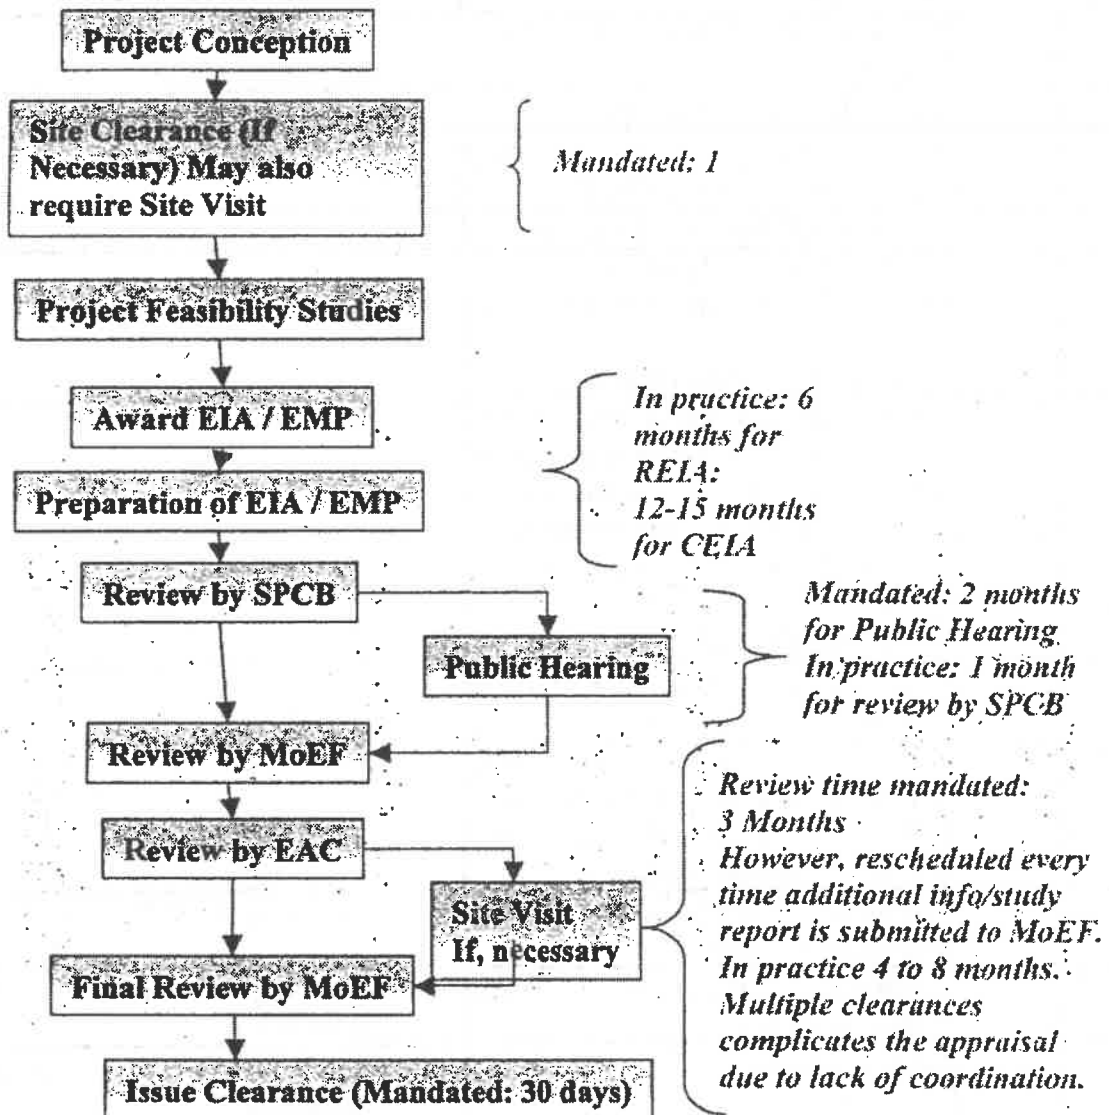 Project Conception
Site Clearance (If
Necessary) May also
require Site Visit
Mandated: 1
Project Feasibility Studies
Award EIA / EMP
Preparation of EIA / EMP
In practice: 6
months for
REIA:
12-15 months
for CEIA
Review by SPCB
Public Hearing
Mandated: 2 months
for Public Hearing
In practice: 1 month
for review by SPCB
Review by MoEF
Review by EAC
Site Visit
If, necessary
Review time mandated:
3 Months
However, rescheduled every
time additional info/study
report is submitted to MoEF.
In practice 4 to 8 months.
Multiple clearances
complicates the appraisal
due to lack of coordination.
Final Review by MoEF
Issue Clearance (Mandated: 30 days)